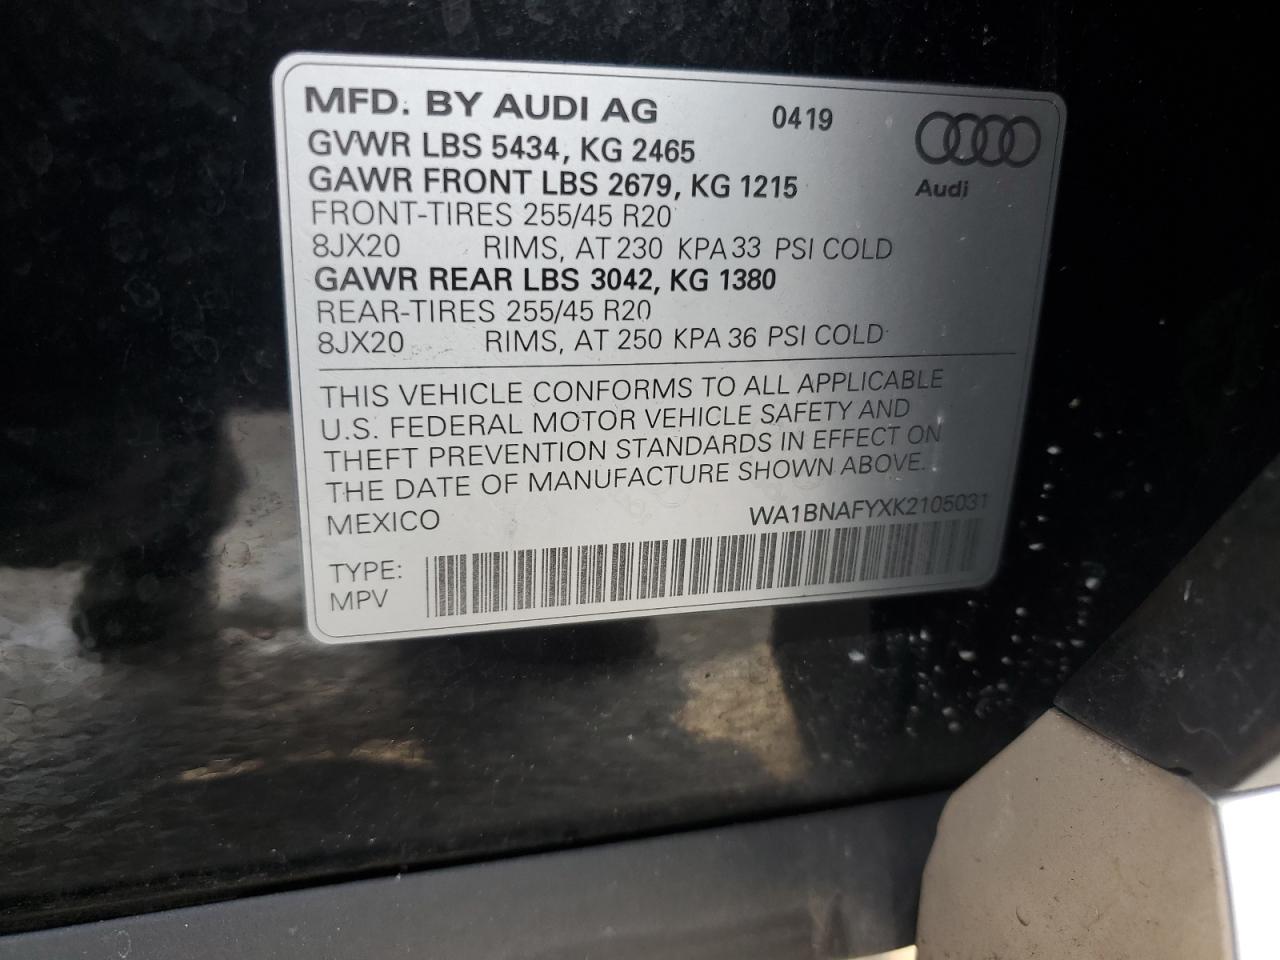 MFD. BY AUDI AG 0419
GVWR LBS 5434, KG 2465
GAWR FRONT LBS 2679, KG 1215
Audi
FRONT-TIRES 255/45 R20
8JX20 RIMS, AT 230 KPA 33 PSI COLD
GAWR REAR LBS 3042, KG 1380
REAR-TIRES 255/45 R20
8JX20 RIMS, AT 250 KPA 36 PSI COLD
THIS VEHICLE CONFORMS TO ALL APPLICABLE
U.S. FEDERAL MOTOR VEHICLE SAFETY AND
THEFT PREVENTION STANDARDS IN EFFECT ON
THE DATE OF MANUFACTURE SHOWN ABOVE.
MEXICO WA1BNAFYXK2105031
TYPE:
MPV